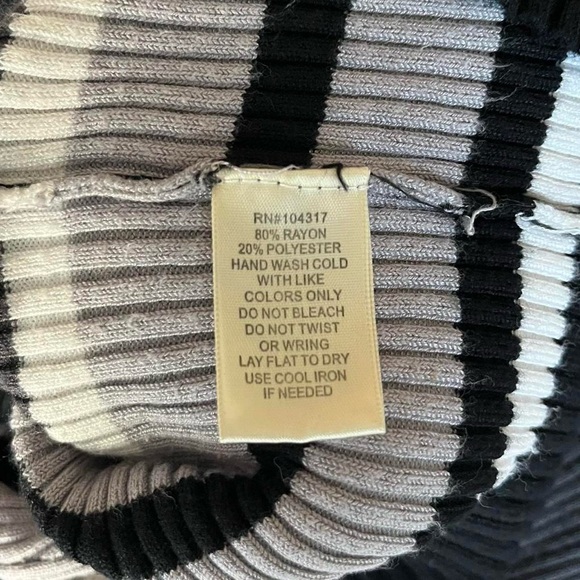 RN#104317
80% RAYON
20% POLYESTER
HAND WASH COLD
WITH LIKE
COLORS ONLY
DO NOT BLEACH
DO NOT TWIST
OR WRING
LAY FLAT TO DRY
USE COOL IRON
IF NEEDED